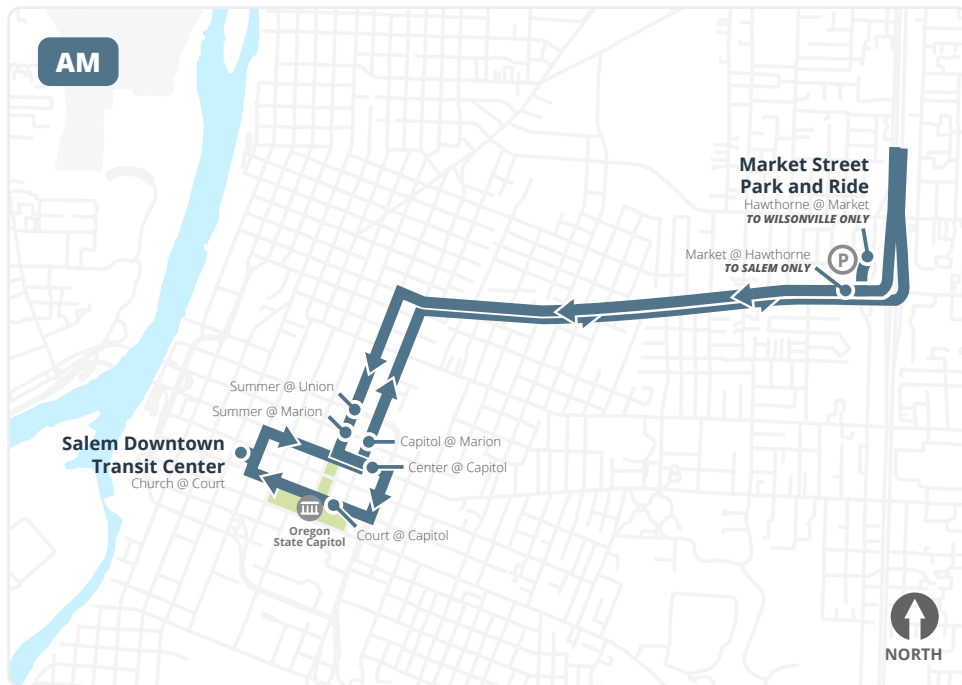 AM
Market Street
Park and Ride
Hawthorne @ Market
TO WILSONVILLE ONLY
Market @ Hawthorne
TO SALEM ONLY
P
Summer @ Union
Summer @ Marion
Salem Downtown
Transit Center
Church @ Court
Capitol @ Marion
Center @ Capitol
Oregon
State Capitol
Court @ Capitol
NORTH